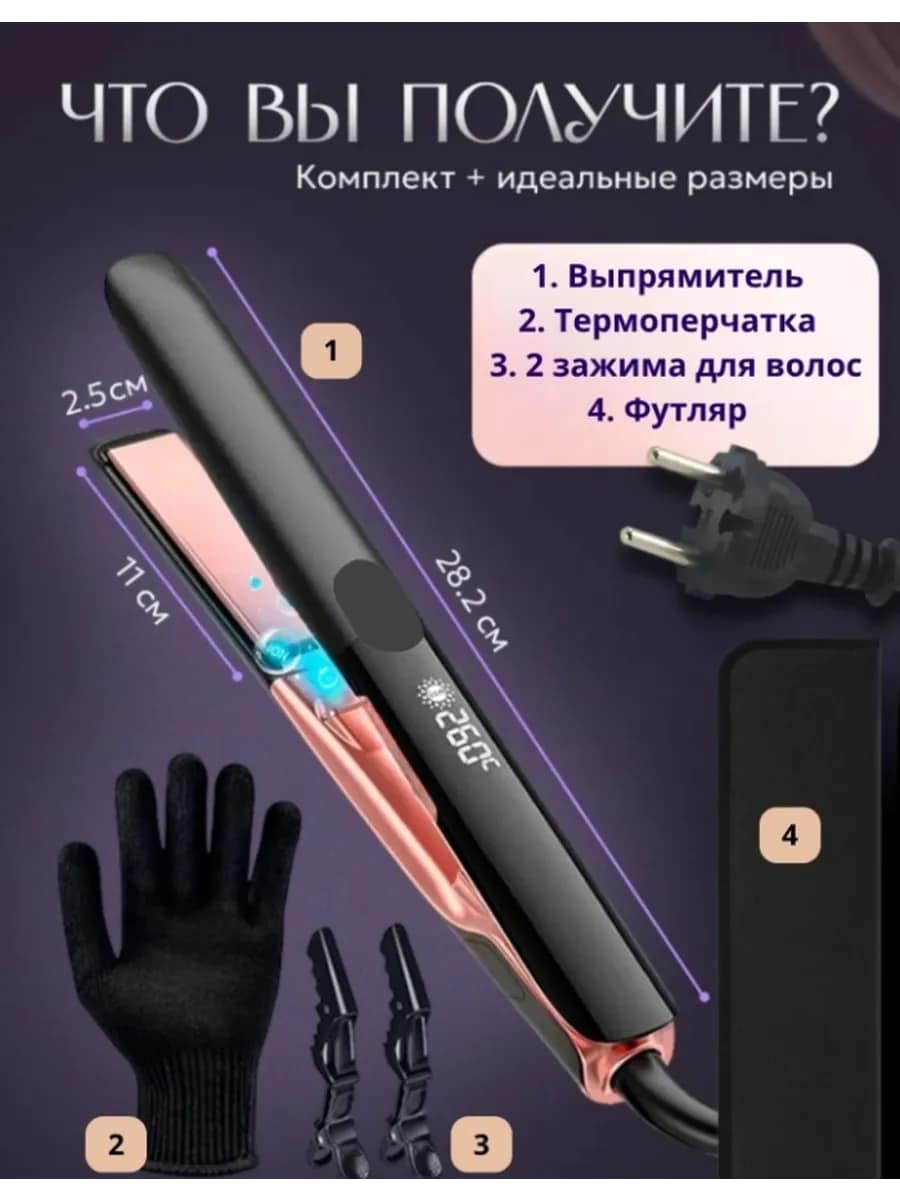 ЧТО ВЫ ПОЛУЧИТЕ?
Комплект + идеальные размеры
1. Выпрямитель
2. Термоперчатка
3. 2 зажима для волос
4. Футляр
1
2.5см
11 см
28.2 см
260°C
4
2
3